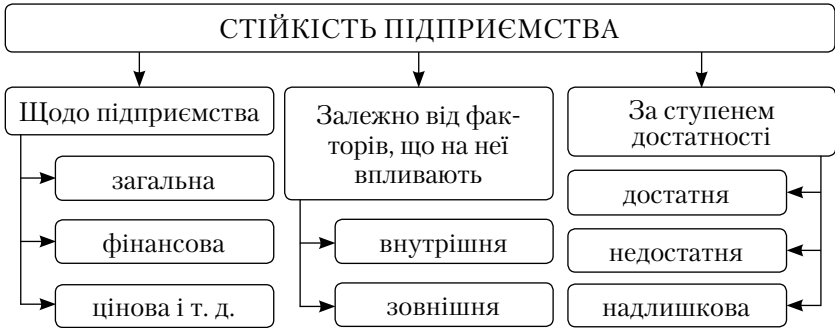 СТІЙКІСТЬ ПІДПРИЄМСТВА
Щодо підприємства
загальна
фінансова
цінова і т. д.
Залежно від фак-
торів, що на неї
впливають
внутрішня
зовнішня
За ступенем
достатності
достатня
недостатня
надлишкова